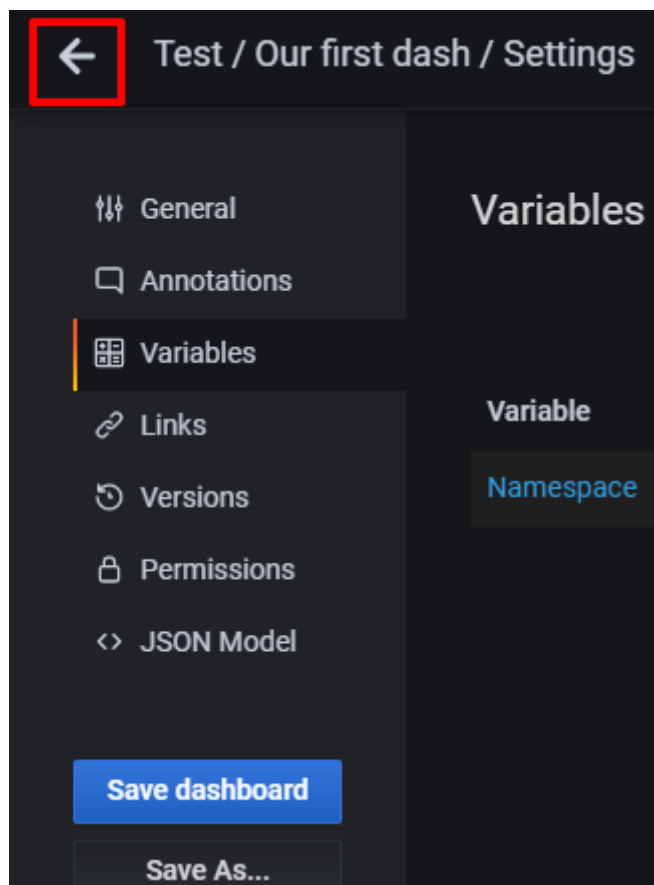 Test / Our first dash / Settings
General
Annotations
Variables
Links
Versions
Permissions
JSON Model
Save dashboard
Save As...
Variables
Variable
Namespace